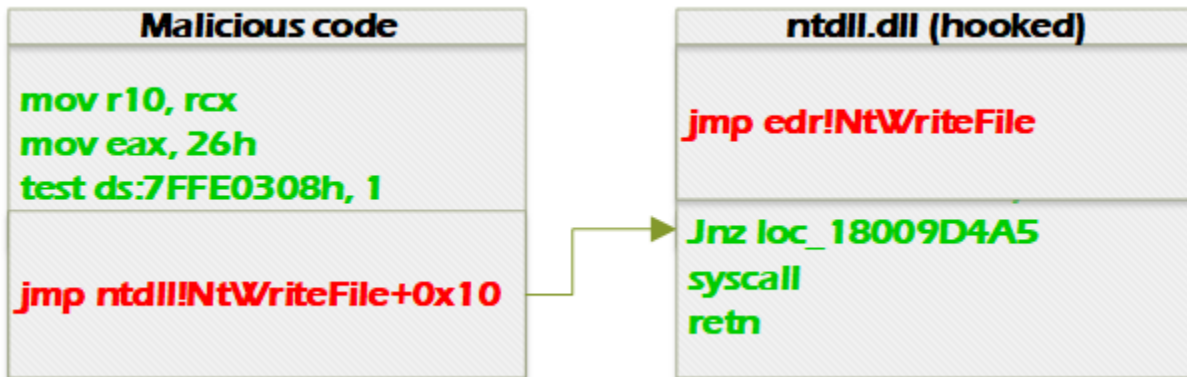 Malicious code
mov r10, rcx
mov eax, 26h
test ds:7FFE0308h, 1
jmp ntdll!NtWriteFile+0x10
ntdll.dll (hooked)
jmp edr!NtWriteFile
Jnz loc_18009D4A5
syscall
retn